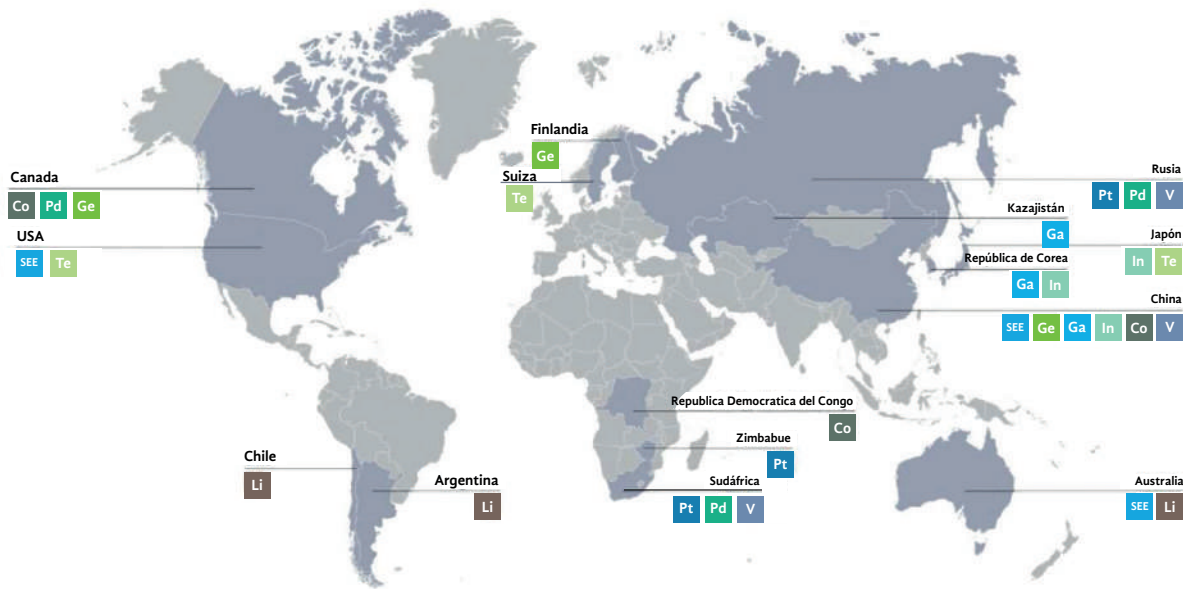 Finlandia
Ge
Canada
Co Pd Ge
Suiza
Te
Rusia
Pt Pd V
Kazajistán
Ga
USA
SEE Te
Japón
In Te
República de Corea
Ga In
China
SEE Ge Ga In Co V
Republica Democratica del Congo
Co
Zimbabue
Pt
Chile
Li
Argentina
Li
Sudáfrica
Pt Pd V
Australia
SEE Li